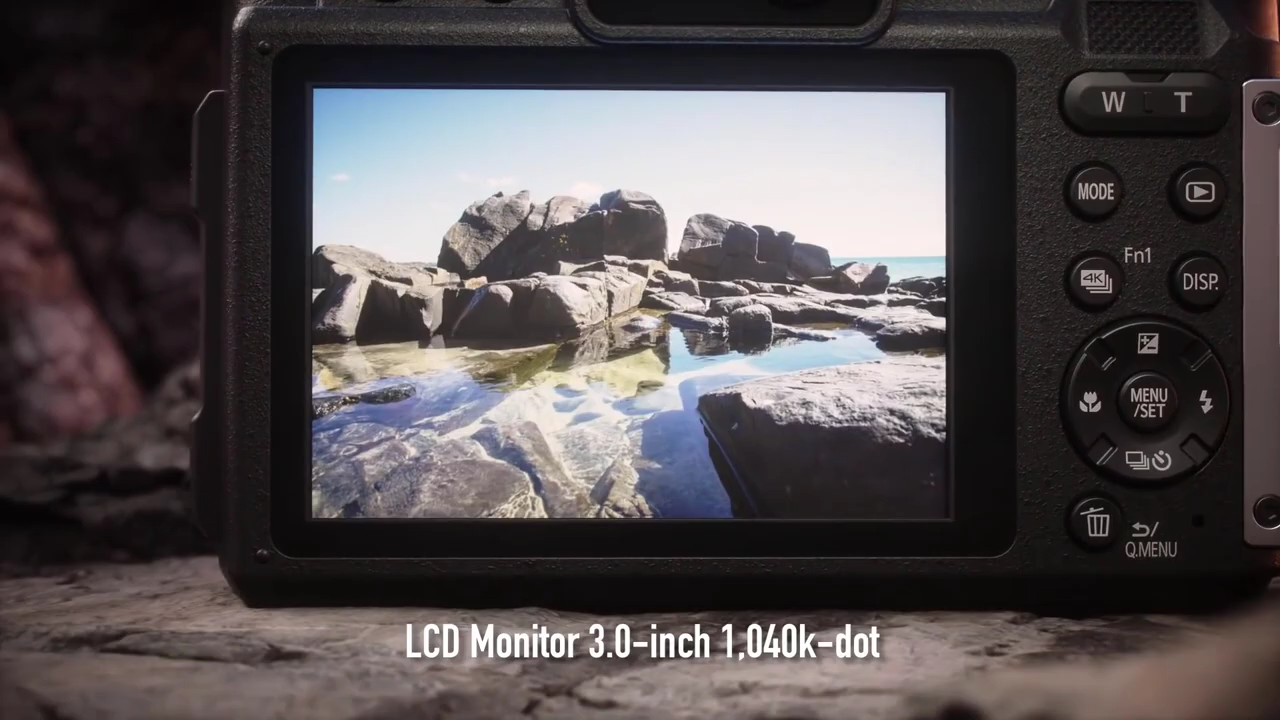 W T
MODE
Fn1
4K
DISP.
MENU
/SET
Q.MENU
LCD Monitor 3.0-inch 1,040k-dot